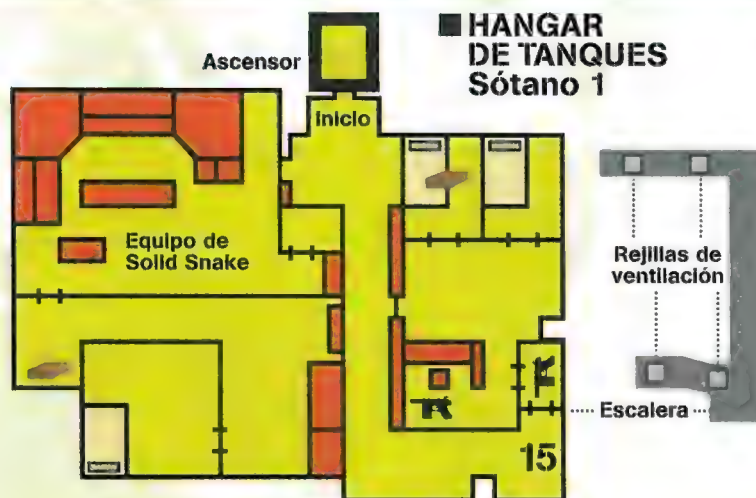 HANGAR
DE TANQUES
Sótano 1
Ascensor
Inicio
Equipo de
Solid Snake
Rejillas de
ventilación
Escalera
15